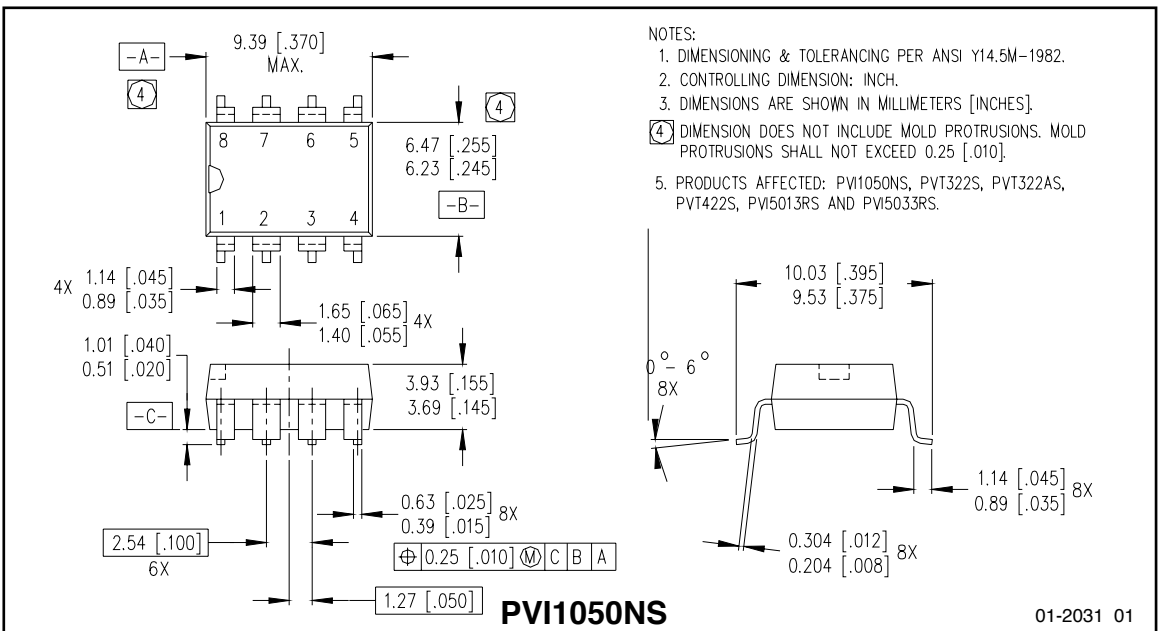 -A-
9.39 [.370]
MAX.
4
4
8 7 6 5
6.47 [.255]
6.23 [.245]
-B-
1 2 3 4
4X 1.14 [.045]
0.89 [.035]
1.65 [.065] 4X
1.40 [.055]
1.01 [.040]
0.51 [.020]
3.93 [.155]
3.69 [.145]
-C-
0.63 [.025] 8X
0.39 [.015]
2.54 [.100]
6X
⌖ 0.25 [.010] Ⓜ C B A
1.27 [.050]
NOTES:
1. DIMENSIONING & TOLERANCING PER ANSI Y14.5M-1982.
2. CONTROLLING DIMENSION: INCH.
3. DIMENSIONS ARE SHOWN IN MILLIMETERS [INCHES].
4 DIMENSION DOES NOT INCLUDE MOLD PROTRUSIONS. MOLD
PROTRUSIONS SHALL NOT EXCEED 0.25 [.010].
5. PRODUCTS AFFECTED: PVI1050NS, PVT322S, PVT322AS,
PVT422S, PVI5013RS AND PVI5033RS.
10.03 [.395]
9.53 [.375]
0°- 6°
8X
1.14 [.045] 8X
0.89 [.035]
0.304 [.012] 8X
0.204 [.008]
PVI1050NS
01-2031 01